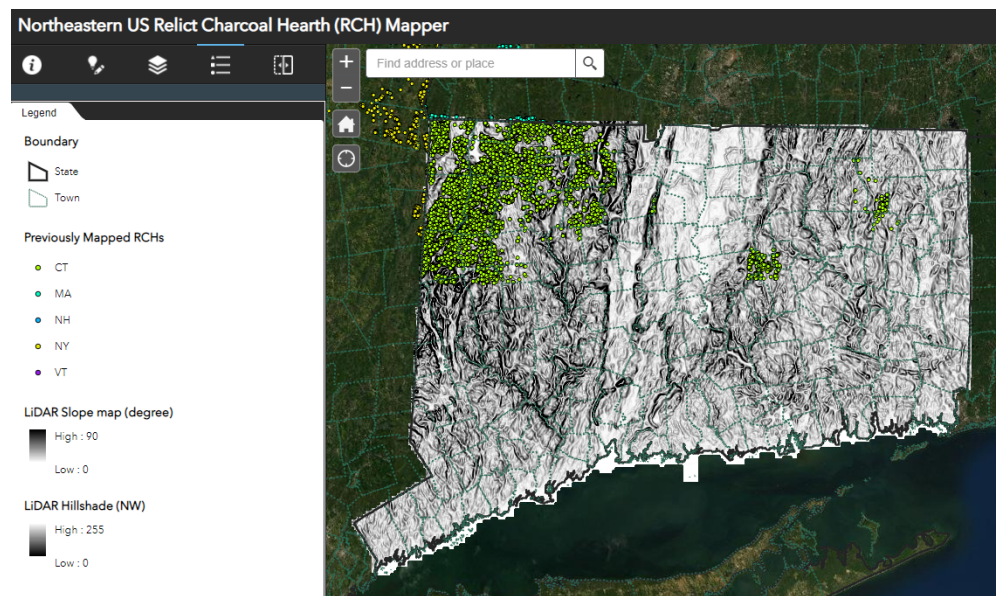 Northeastern US Relict Charcoal Hearth (RCH) Mapper
Find address or place
Legend
Boundary
State
Town
Previously Mapped RCHs
CT
MA
NH
NY
VT
LiDAR Slope map (degree)
High : 90
Low : 0
LiDAR Hillshade (NW)
High : 255
Low : 0